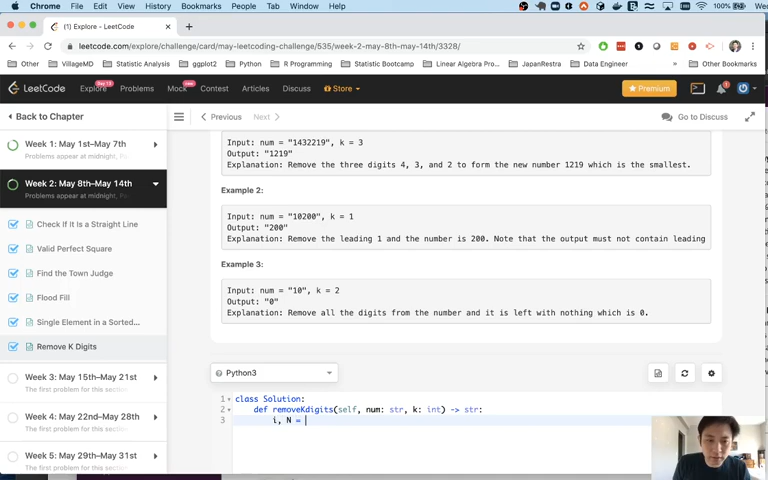 Chrome File Edit View History Bookmarks People Tab Window Help 100%
(1) Explore - LeetCode
leetcode.com/explore/challenge/card/may-leetcoding-challenge/535/week-2-may-8th-may-14th/3328/
Other VillageMD Statistic Analysis ggplot2 Python R Programming Statistic Bootcamp Linear Algebra Pro... JapanRestra Data Engineer » Other Bookmarks
LeetCode Explore Day 13 Problems Mock new Contest Articles Discuss Store Premium 1
Back to Chapter
Previous Next Go to Discuss
Week 1: May 1st–May 7th
Problems appear at midnight,
Week 2: May 8th–May 14th
Problems appear at midnight,
Check If It Is a Straight Line
Valid Perfect Square
Find the Town Judge
Flood Fill
Single Element in a Sorted...
Remove K Digits
Week 3: May 15th–May 21st
The first problem for this section
Week 4: May 22nd–May 28th
The first problem for this section
Week 5: May 29th–May 31st
The first problem for this section
Input: num = "1432219", k = 3
Output: "1219"
Explanation: Remove the three digits 4, 3, and 2 to form the new number 1219 which is the smallest.
Example 2:
Input: num = "10200", k = 1
Output: "200"
Explanation: Remove the leading 1 and the number is 200. Note that the output must not contain leading
Example 3:
Input: num = "10", k = 2
Output: "0"
Explanation: Remove all the digits from the number and it is left with nothing which is 0.
Python3
1 class Solution:
2 def removeKdigits(self, num: str, k: int) -> str:
3 i, N =